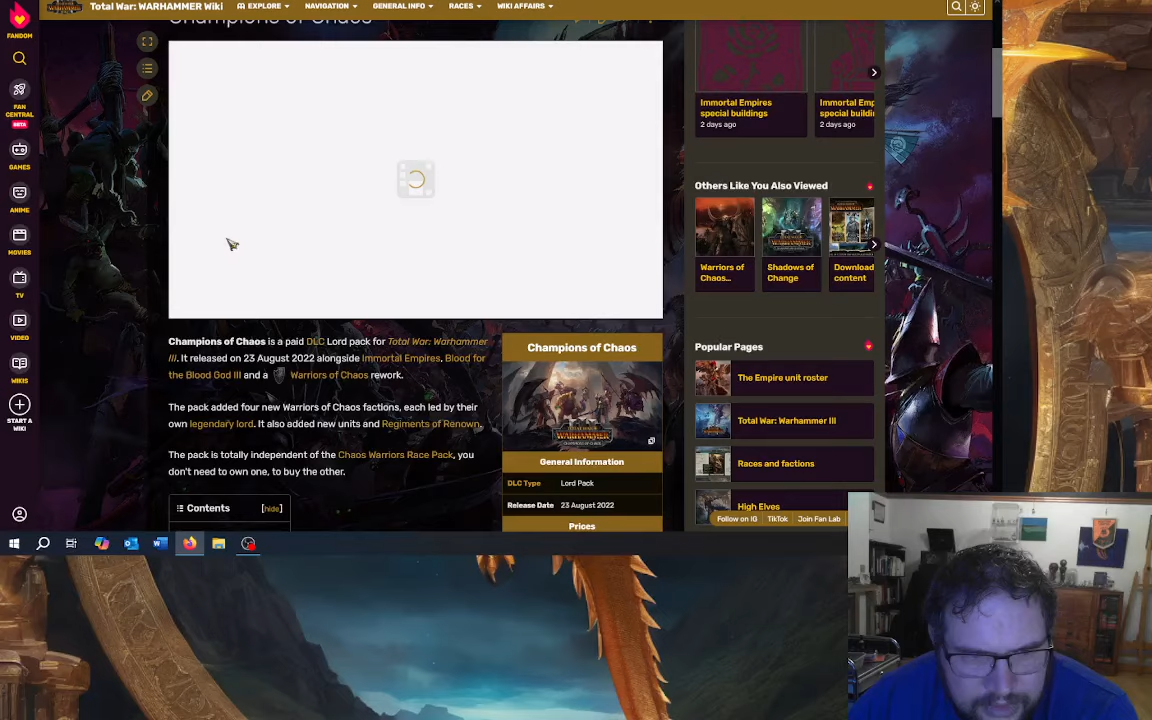 Total War: WARHAMMER Wiki
EXPLORE
NAVIGATION
GENERAL INFO
RACES
WIKI AFFAIRS
FANDOM
FAN
CENTRAL
BETA
GAMES
ANIME
MOVIES
TV
VIDEO
WIKIS
START A
WIKI
Champions of Chaos
Champions of Chaos is a paid DLC Lord pack for Total War: Warhammer
III. It released on 23 August 2022 alongside Immortal Empires, Blood for
the Blood God III and a Warriors of Chaos rework.
The pack added four new Warriors of Chaos factions, each led by their
own legendary lord. It also added new units and Regiments of Renown.
The pack is totally independent of the Chaos Warriors Race Pack, you
don't need to own one, to buy the other.
Contents [hide]
Champions of Chaos
WARHAMMER
General Information
DLC Type Lord Pack
Release Date 23 August 2022
Prices
Immortal Empires
special buildings
2 days ago
Immortal Emp
special buildi
2 days ago
Others Like You Also Viewed
Warriors of
Chaos...
Shadows of
Change
Download
content
Popular Pages
The Empire unit roster
Total War: Warhammer III
Races and factions
High Elves
Follow on IG
TikTok
Join Fan Lab